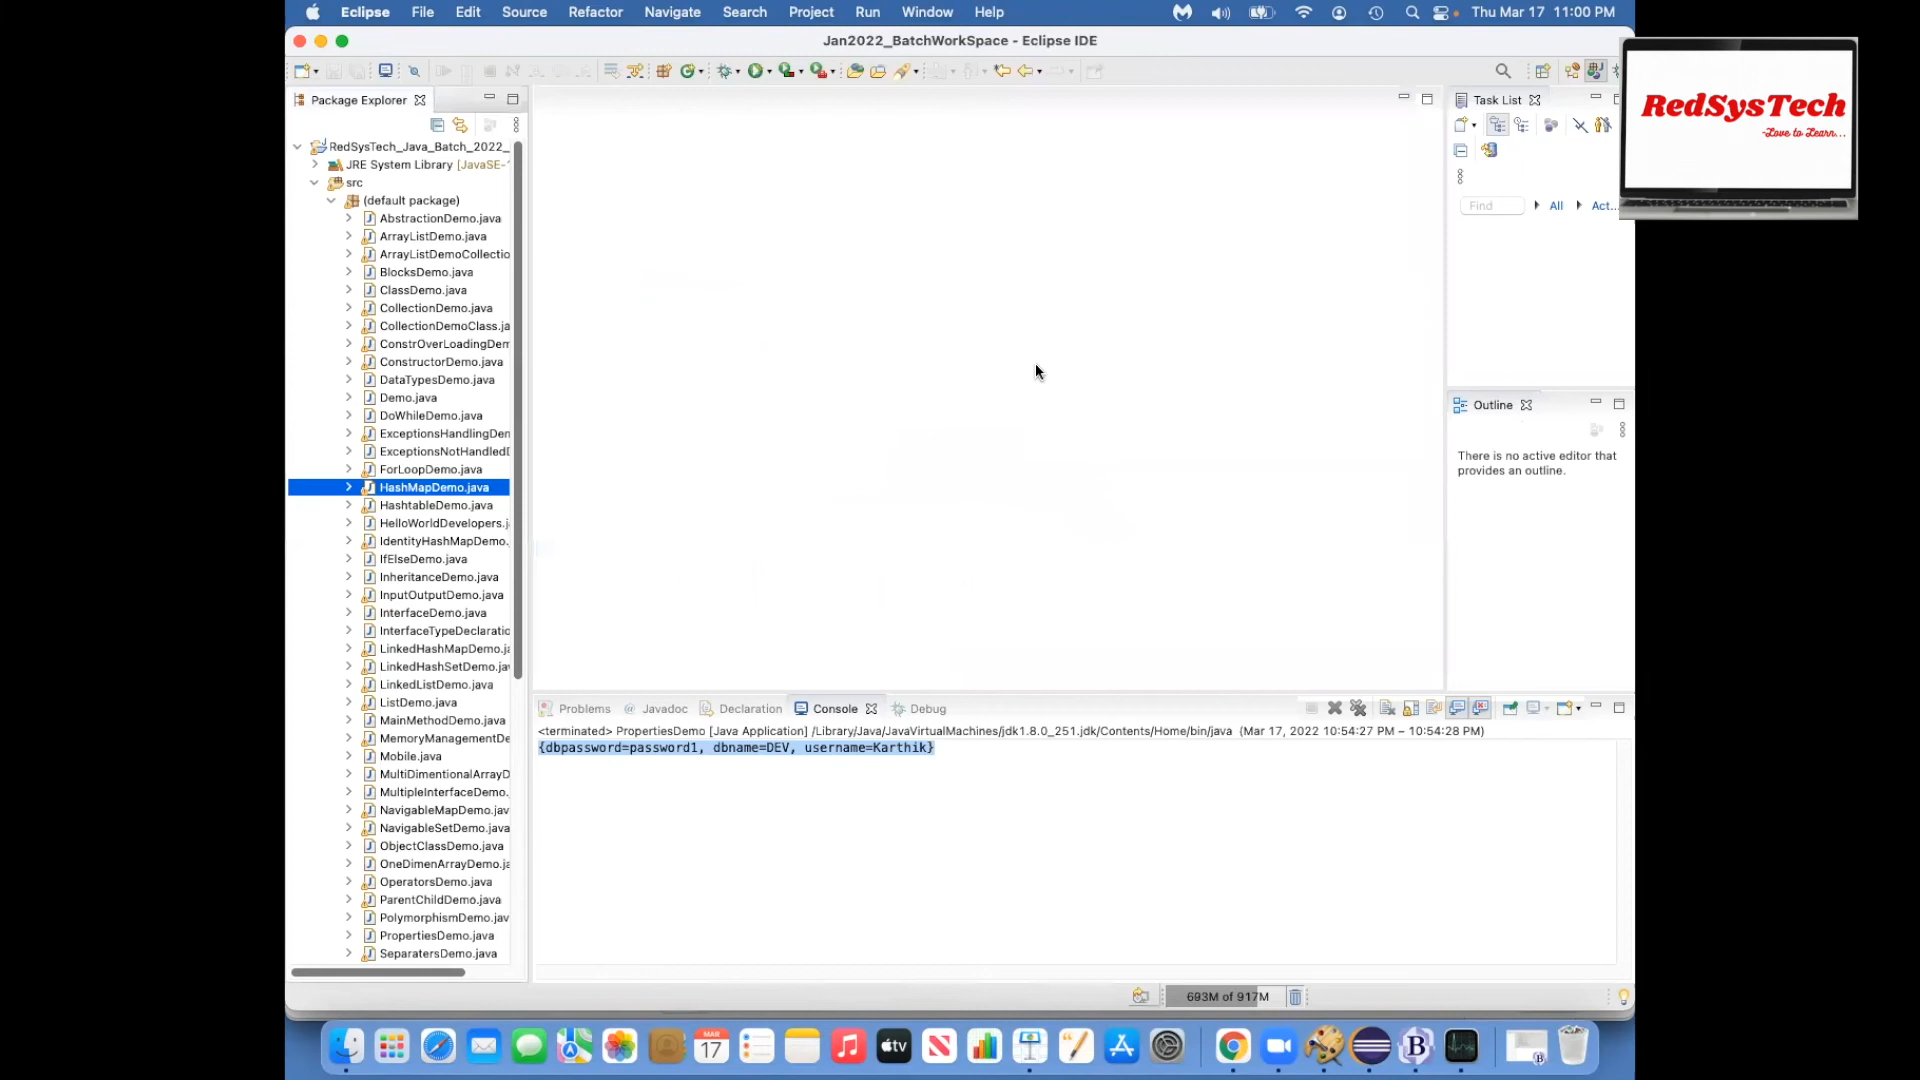 Eclipse File Edit Source Refactor Navigate Search Project Run Window Help Thu Mar 17 11:00 PM
Jan2022_BatchWorkSpace - Eclipse IDE
RedSysTech
-Love to Learn...
Package Explorer
Task List
RedSysTech_Java_Batch_2022_
JRE System Library [JavaSE-1
src
(default package)
Find All Act...
AbstractionDemo.java
ArrayListDemo.java
ArrayListDemoCollectio
BlocksDemo.java
ClassDemo.java
CollectionDemo.java
CollectionDemoClass.ja
ConstrOverLoadingDem
ConstructorDemo.java
DataTypesDemo.java
Demo.java
DoWhileDemo.java
ExceptionsHandlingDem
ExceptionsNotHandledD
ForLoopDemo.java
HashMapDemo.java
HashtableDemo.java
HelloWorldDevelopers.j
IdentityHashMapDemo.
IfElseDemo.java
InheritanceDemo.java
InputOutputDemo.java
InterfaceDemo.java
InterfaceTypeDeclaratio
LinkedHashMapDemo.ja
LinkedHashSetDemo.jav
LinkedListDemo.java
ListDemo.java
MainMethodDemo.java
MemoryManagementDe
Mobile.java
MultiDimentionalArrayD
MultipleInterfaceDemo.
NavigableMapDemo.jav
NavigableSetDemo.java
ObjectClassDemo.java
OneDimenArrayDemo.ja
OperatorsDemo.java
ParentChildDemo.java
PolymorphismDemo.jav
PropertiesDemo.java
SeparatersDemo.java
Outline
There is no active editor that
provides an outline.
Problems Javadoc Declaration Console Debug
<terminated> PropertiesDemo [Java Application] /Library/Java/JavaVirtualMachines/jdk1.8.0_251.jdk/Contents/Home/bin/java (Mar 17, 2022 10:54:27 PM – 10:54:28 PM)
{dbpassword=password1, dbname=DEV, username=Karthik}
693M of 917M
MAR
17
tv